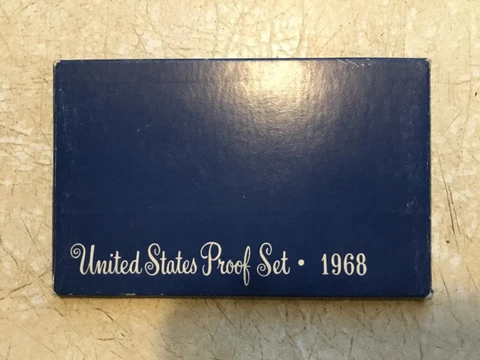 United States Proof Set • 1968